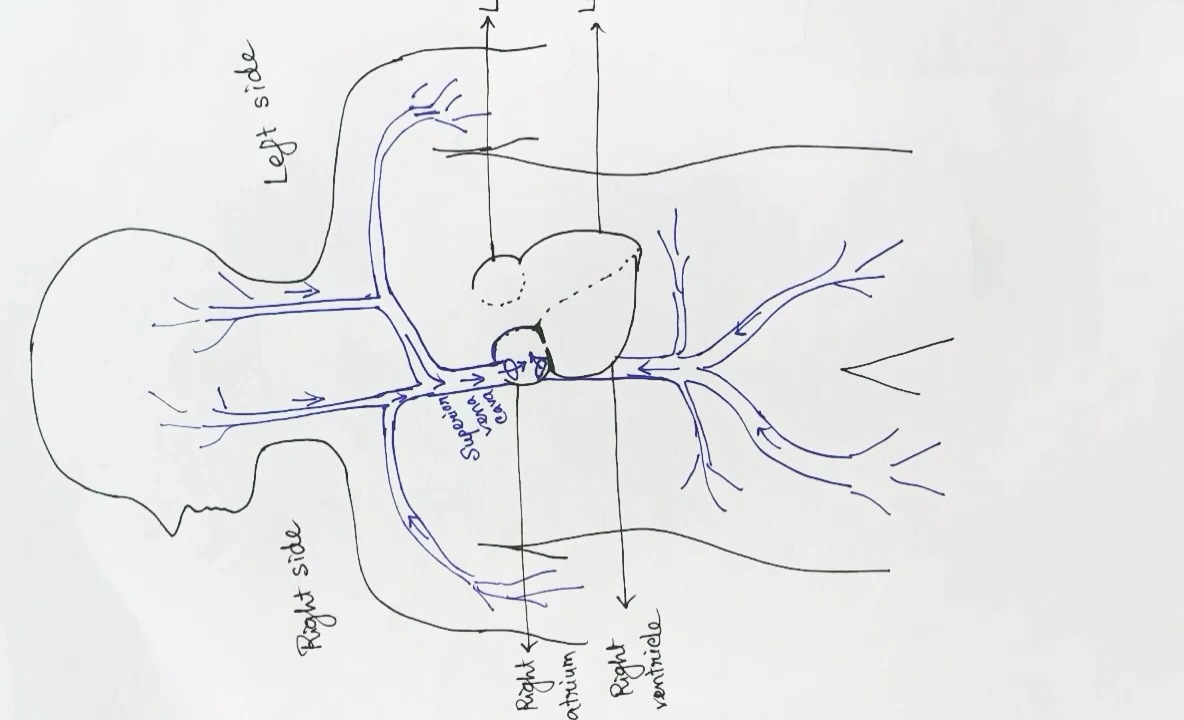 Left side
Right side
Superior
vena
cava
Right
atrium
Right
ventricle
L
L